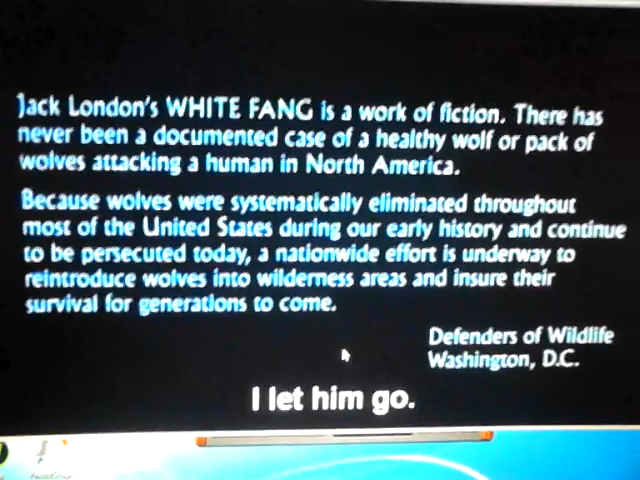 Jack London's WHITE FANG is a work of fiction. There has
never been a documented case of a healthy wolf or pack of
wolves attacking a human in North America.
Because wolves were systematically eliminated throughout
most of the United States during our early history and continue
to be persecuted today, a nationwide effort is underway to
reintroduce wolves into wilderness areas and insure their
survival for generations to come.
Defenders of Wildlife
Washington, D.C.
I let him go.